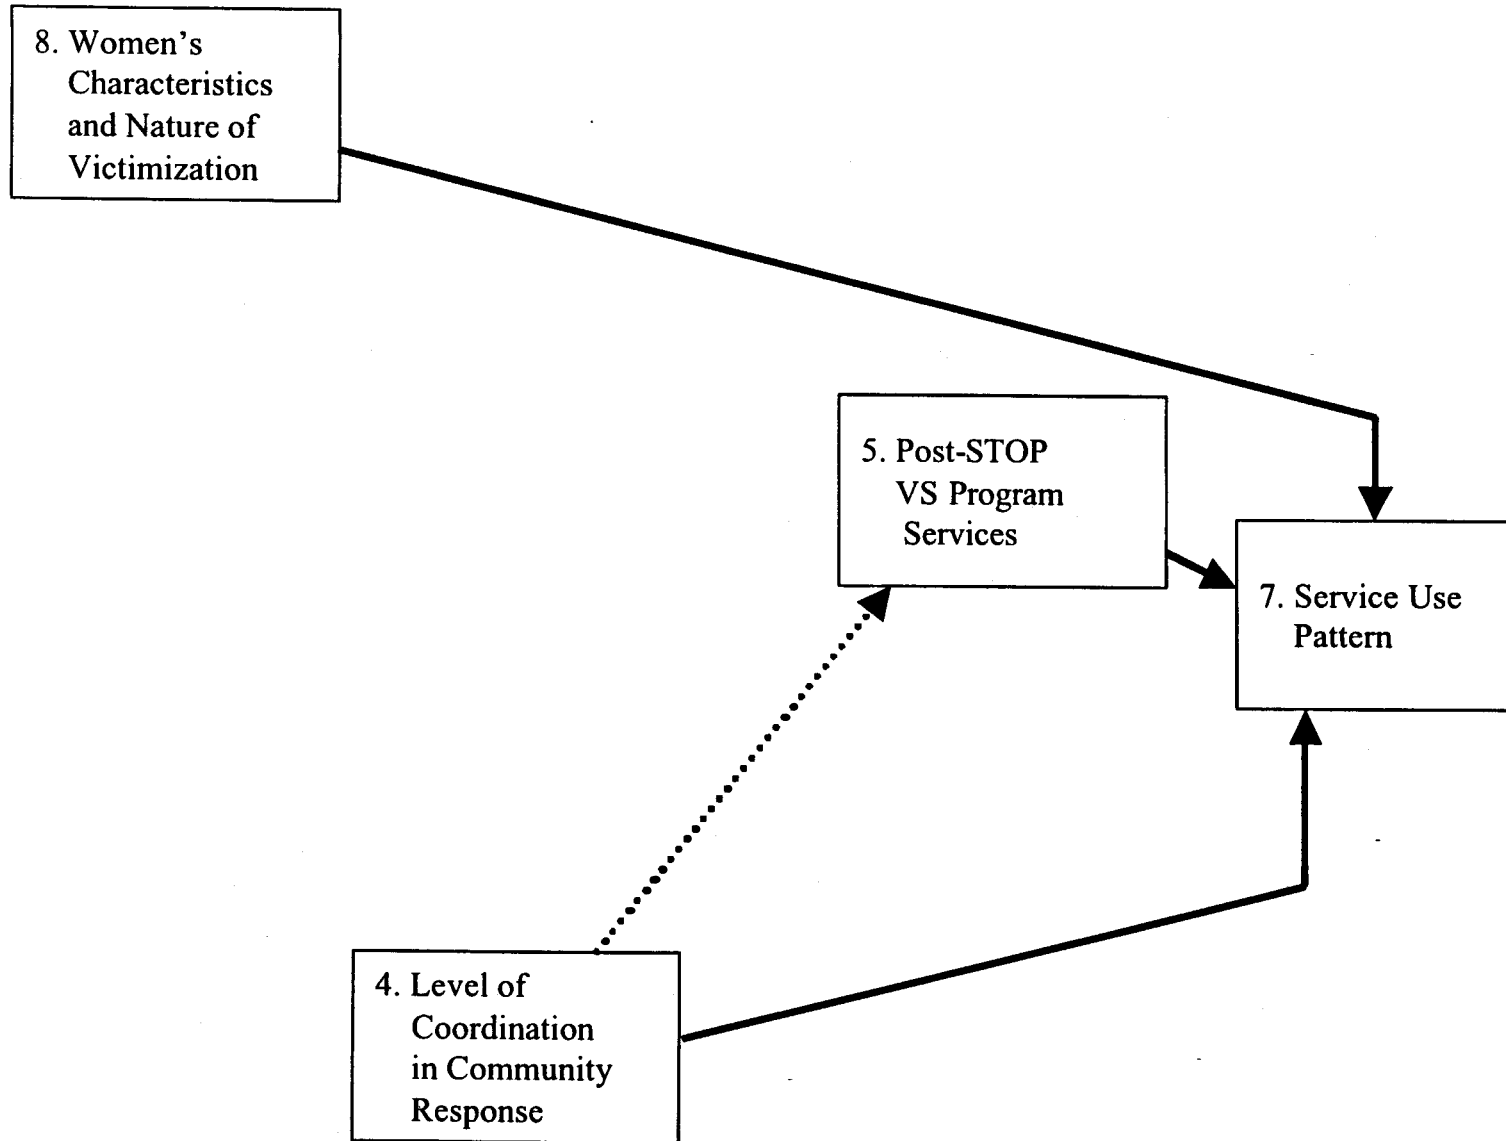 8. Women's
Characteristics
and Nature of
Victimization
5. Post-STOP
VS Program
Services
7. Service Use
Pattern
4. Level of
Coordination
in Community
Response